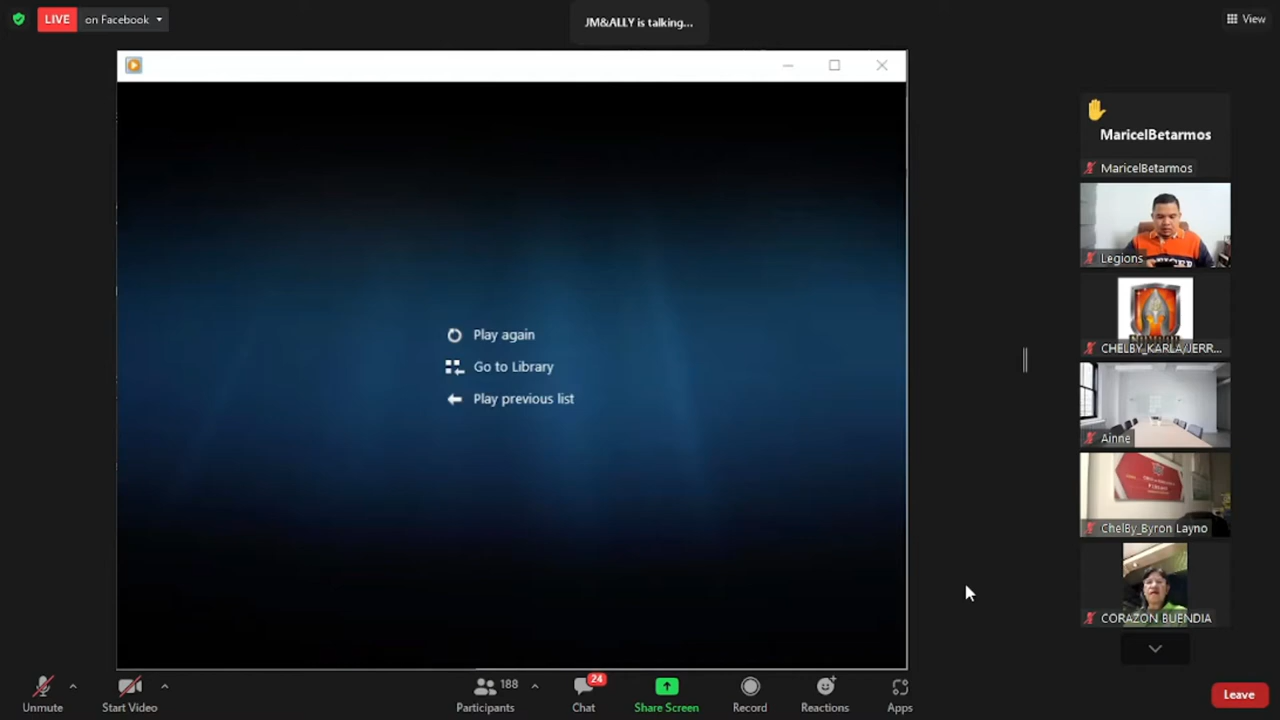 LIVE on Facebook
JM&ALLY is talking...
View
Play again
Go to Library
Play previous list
MaricelBetarmos
MaricelBetarmos
Legions
CHELBY_KARLA/JERR...
Ainne
ChelBy_Byron Layno
CORAZON BUENDIA
Unmute
Start Video
188
Participants
24
Chat
Share Screen
Record
Reactions
Apps
Leave